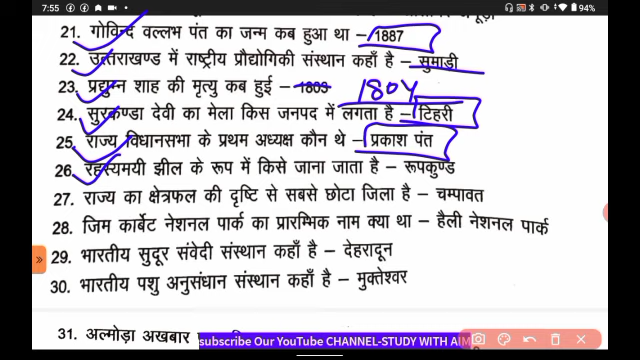 7:55
94%
21. गोविन्द वल्लभ पंत का जन्म कब हुआ था – 1887
22. उत्तराखण्ड में राष्ट्रीय प्रौद्योगिकी संस्थान कहाँ है – सुमाड़ी
23. प्रद्युम्न शाह की मृत्यु कब हुई – 1803 1804
24. सुरकण्डा देवी का मेला किस जनपद में लगता है – टिहरी
25. राज्य विधानसभा के प्रथम अध्यक्ष कौन थे – प्रकाश पंत
26. रहस्यमयी झील के रूप में किसे जाना जाता है – रूपकुण्ड
27. राज्य का क्षेत्रफल की दृष्टि से सबसे छोटा जिला है – चम्पावत
28. जिम कार्बेट नेशनल पार्क का प्रारम्भिक नाम क्या था – हैली नेशनल पार्क
29. भारतीय सुदूर संवेदी संस्थान कहाँ है – देहरादून
30. भारतीय पशु अनुसंधान संस्थान कहाँ है – मुक्तेश्वर
31. अल्मोड़ा अखबार
subscribe Our YouTube CHANNEL-STUDY WITH AIM